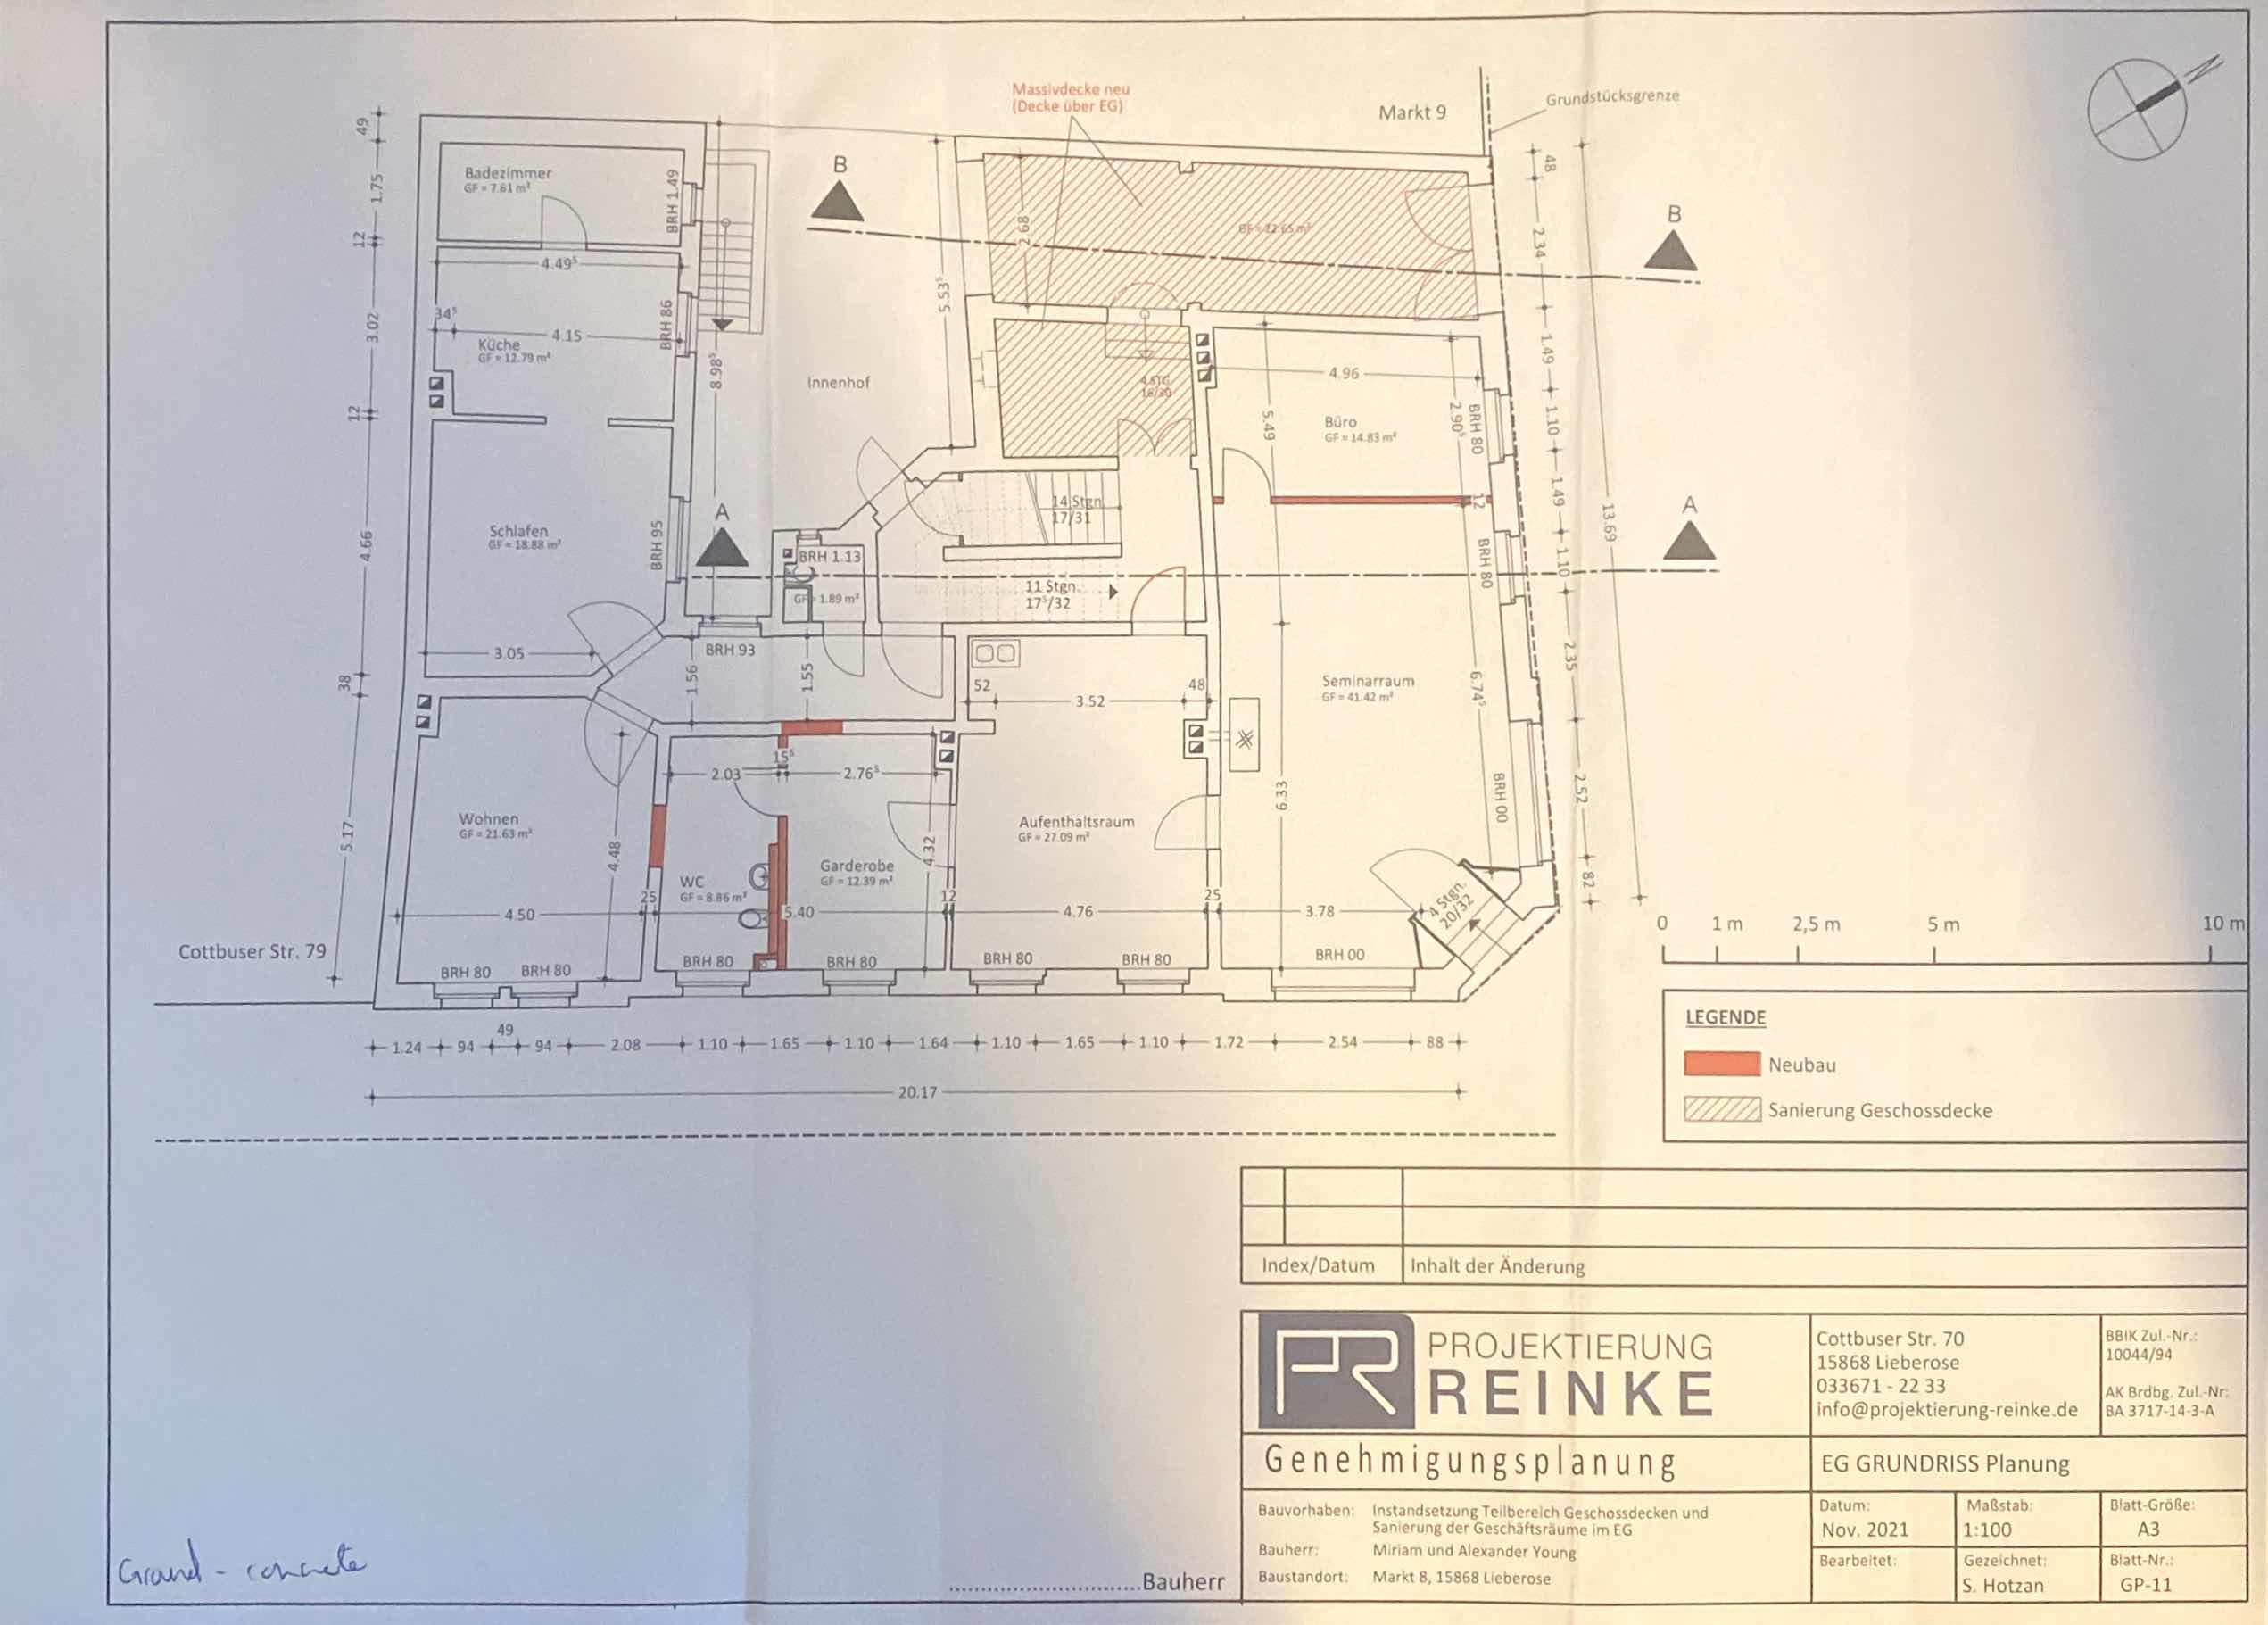 Massivdecke neu
(Decke über EG)
Markt 9
Grundstücksgrenze
N
49
1.75
12
3.02
12
4.66
38
5.17
Badezimmer
GF = 7.61 m²
BRH 1.49
4.49⁵
34⁵
4.15
BRH 86
Küche
GF = 12.79 m²
8.98⁵
Innenhof
B
5.53⁵
2.68
GF = 22.65 m²
B
48
2.34
1.49
1.10
1.49
1.10
2.35
2.52
82
13.69
4 STG
16/30
4.96
5.49
Büro
GF = 14.83 m²
2.90⁵
BRH 80
12
Schlafen
GF = 18.88 m²
BRH 95
A
14 Stgn.
17/31
BRH 1.13
GF = 1.89 m²
11 Stgn.
17⁵/32
BRH 80
A
3.05
BRH 93
1.56
1.55
52
3.52
48
Seminarraum
GF = 41.42 m²
6.74⁵
15⁵
2.03
2.76⁵
6.33
BRH 00
Wohnen
GF = 21.63 m²
4.48
WC
GF = 8.86 m²
Garderobe
GF = 12.39 m²
4.32
Aufenthaltsraum
GF = 27.09 m²
4 Stgn.
20/32
4.50
25
5.40
12
4.76
25
3.78
Cottbuser Str. 79
BRH 80
BRH 80
BRH 80
BRH 80
BRH 80
BRH 80
BRH 00
1.24
94
49
94
2.08
1.10
1.65
1.10
1.64
1.10
1.65
1.10
1.72
2.54
88
20.17
0 1 m 2,5 m 5 m 10 m
LEGENDE
Neubau
Sanierung Geschossdecke
Index/Datum
Inhalt der Änderung
PR
PROJEKTIERUNG
REINKE
Cottbuser Str. 70
15868 Lieberose
033671 - 22 33
info@projektierung-reinke.de
BBIK Zul.-Nr.:
10044/94
AK Brdbg. Zul.-Nr:
BA 3717-14-3-A
Genehmigungsplanung
EG GRUNDRISS Planung
Bauvorhaben: Instandsetzung Teilbereich Geschossdecken und
Sanierung der Geschäftsräume im EG
Bauherr: Miriam und Alexander Young
Baustandort: Markt 8, 15868 Lieberose
Datum:
Nov. 2021
Maßstab:
1:100
Blatt-Größe:
A3
Bearbeitet:
Gezeichnet:
S. Hotzan
Blatt-Nr.:
GP-11
Ground - concrete
..............................Bauherr